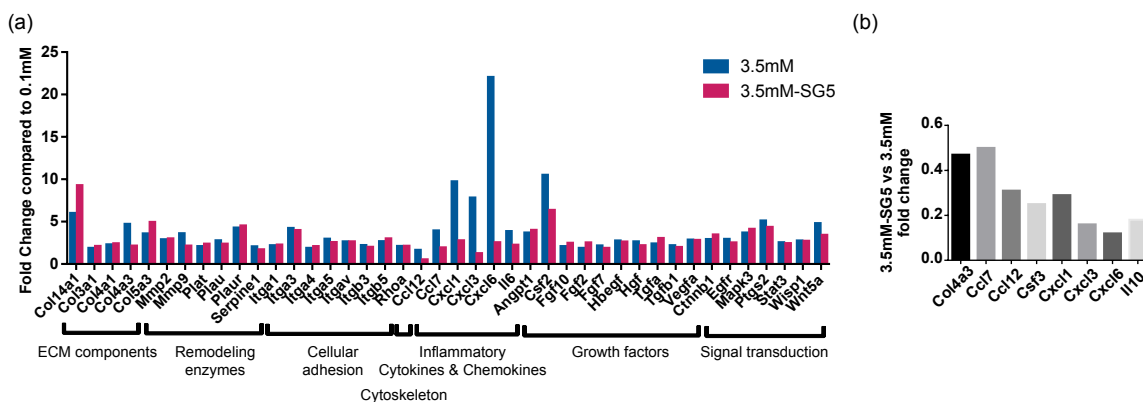 (a)
Fold Change compared to 0.1mM
25
20
15
10
5
0
3.5mM
3.5mM-SG5
Col14a1
Col3a1
Col4a1
Col4a3
Col5a3
Mmp2
Mmp9
Plat
Plau
Plaur
Serpine1
Itga1
Itga3
Itga4
Itga5
Itgav
Itgb3
Itgb5
Rhoa
Ccl12
Ccl7
Cxcl1
Cxcl3
Cxcl6
Il6
Angpt1
Csf2
Fgf10
Fgf2
Fgf7
Hbegf
Hgf
Tgfa
Tgfb1
Vegfa
Ctnnb1
Egfr
Mapk3
Ptgs2
Stat3
Wisp1
Wnt5a
ECM components
Remodeling
enzymes
Cellular
adhesion
Cytoskeleton
Inflammatory
Cytokines & Chemokines
Growth factors
Signal transduction
(b)
3.5mM-SG5 vs 3.5mM
fold change
0.6
0.4
0.2
0.0
Col4a3
Ccl7
Ccl12
Csf3
Cxcl1
Cxcl3
Cxcl6
Il10